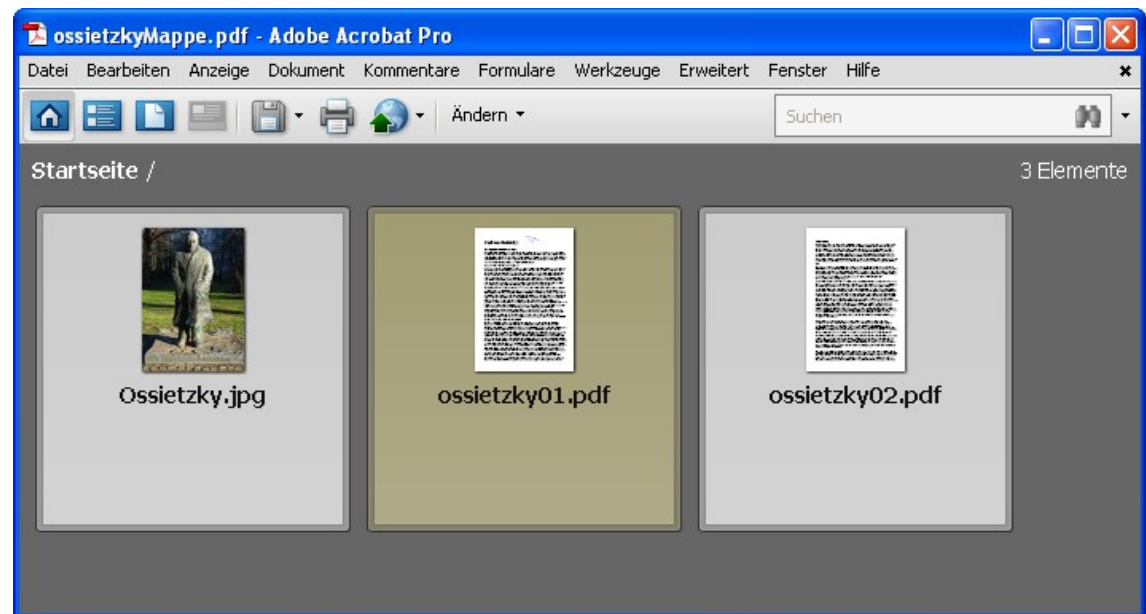 ossietzkyMappe.pdf - Adobe Acrobat Pro
Datei Bearbeiten Anzeige Dokument Kommentare Formulare Werkzeuge Erweitert Fenster Hilfe
Ändern Suchen
Startseite / 3 Elemente
Ossietzky.jpg ossietzky01.pdf ossietzky02.pdf